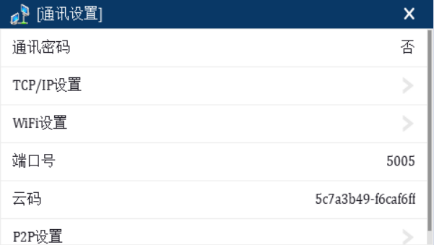 [通讯设置]
通讯密码 否
TCP/IP设置
WiFi设置
端口号 5005
云码 5c7a3b49-f6caf6ff
P2P设置